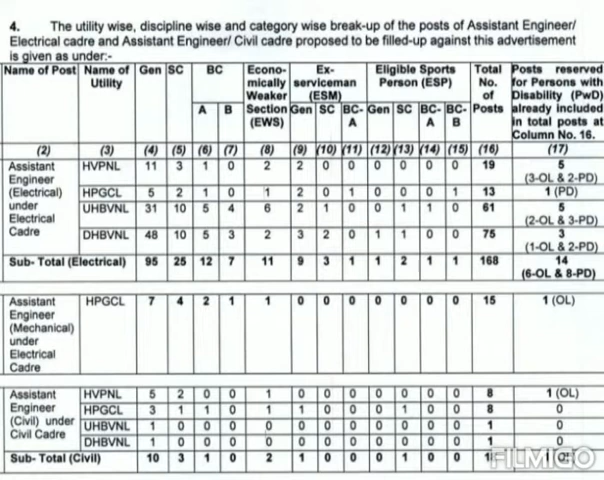 4. The utility wise, discipline wise and category wise break-up of the posts of Assistant Engineer/
Electrical cadre and Assistant Engineer/ Civil cadre proposed to be filled-up against this advertisement
is given as under:-
Name of Post Name of Utility Gen SC BC Economically Weaker Section (EWS) Ex-serviceman (ESM) Eligible Sports Person (ESP) Total No. of Posts Posts reserved for Persons with Disability (PwD) already included in total posts at Column No. 16.
A B Gen SC BC-A Gen SC BC-A BC-B
(2) (3) (4) (5) (6) (7) (8) (9) (10) (11) (12) (13) (14) (15) (16) (17)
Assistant Engineer (Electrical) under Electrical Cadre
HVPNL 11 3 1 0 2 2 0 0 0 0 0 0 19 5 (3-OL & 2-PD)
HPGCL 5 2 1 0 1 2 0 1 0 0 0 1 13 1 (PD)
UHBVNL 31 10 5 4 6 2 1 0 0 1 1 0 61 5 (2-OL & 3-PD)
DHBVNL 48 10 5 3 2 3 2 0 1 1 0 0 75 3 (1-OL & 2-PD)
Sub- Total (Electrical) 95 25 12 7 11 9 3 1 1 2 1 1 168 14 (6-OL & 8-PD)
Assistant Engineer (Mechanical) under Electrical Cadre
HPGCL 7 4 2 1 1 0 0 0 0 0 0 0 15 1 (OL)
Assistant Engineer (Civil) under Civil Cadre
HVPNL 5 2 0 0 1 0 0 0 0 0 0 0 8 1 (OL)
HPGCL 3 1 1 0 1 1 0 0 0 1 0 0 8 0
UHBVNL 1 0 0 0 0 0 0 0 0 0 0 0 1 0
DHBVNL 1 0 0 0 0 0 0 0 0 0 0 0 1 0
Sub- Total (Civil) 10 3 1 0 2 1 0 0 0 1 0 0
FILMIGO